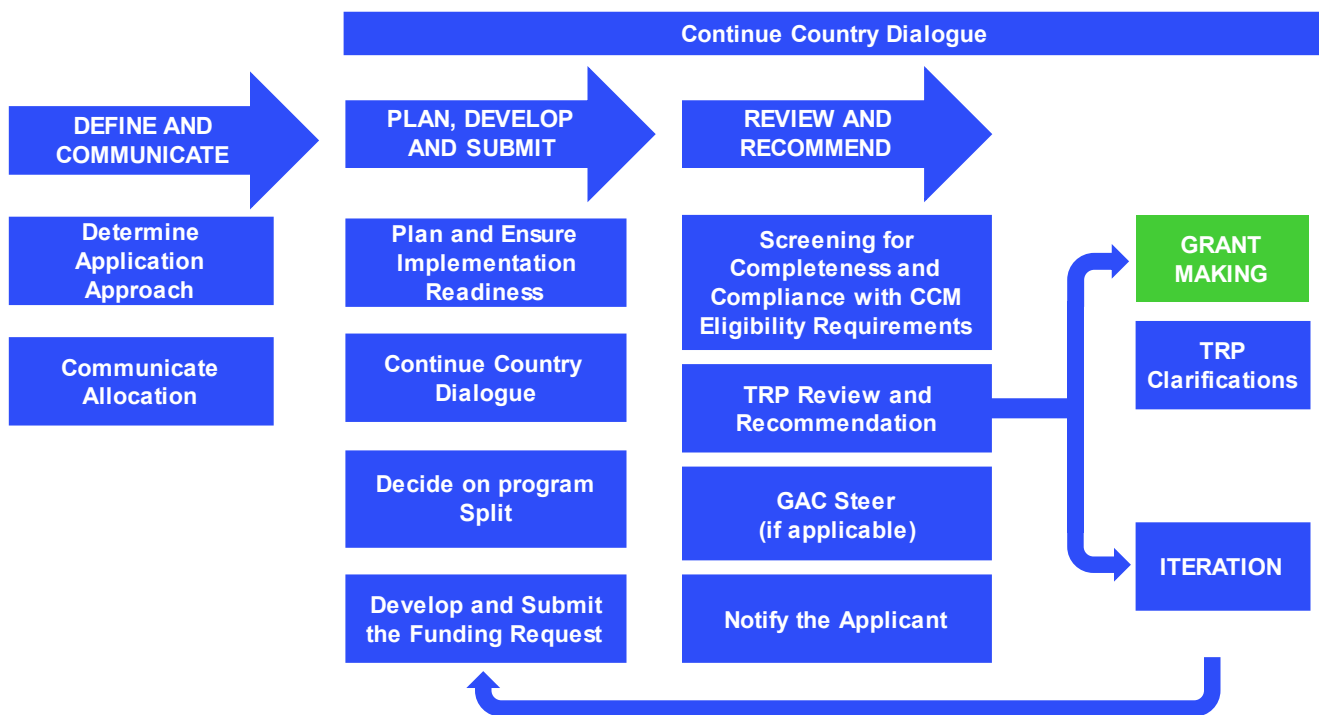 Continue Country Dialogue
DEFINE AND
COMMUNICATE
PLAN, DEVELOP
AND SUBMIT
REVIEW AND
RECOMMEND
Determine
Application
Approach
Communicate
Allocation
Plan and Ensure
Implementation
Readiness
Continue Country
Dialogue
Decide on program
Split
Develop and Submit
the Funding Request
Screening for
Completeness and
Compliance with CCM
Eligibility Requirements
TRP Review and
Recommendation
GAC Steer
(if applicable)
Notify the Applicant
GRANT
MAKING
TRP
Clarifications
ITERATION